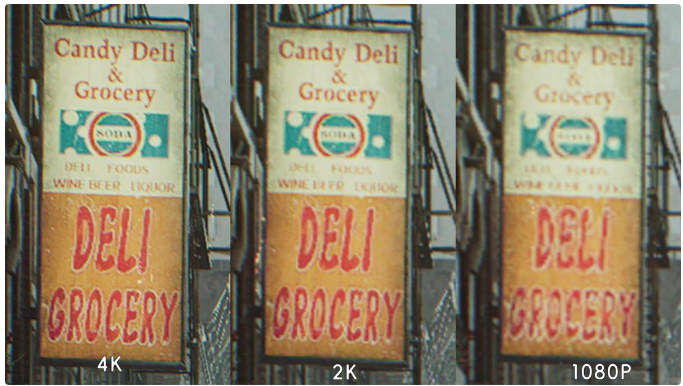 Candy Deli
&
Grocery
SODA
DELI FOODS
WINE BEER LIQUOR
DELI
GROCERY
4K
Candy Deli
&
Grocery
SODA
DELI FOODS
WINE BEER LIQUOR
DELI
GROCERY
2K
Candy Deli
&
Grocery
DELI
GROCERY
1080P